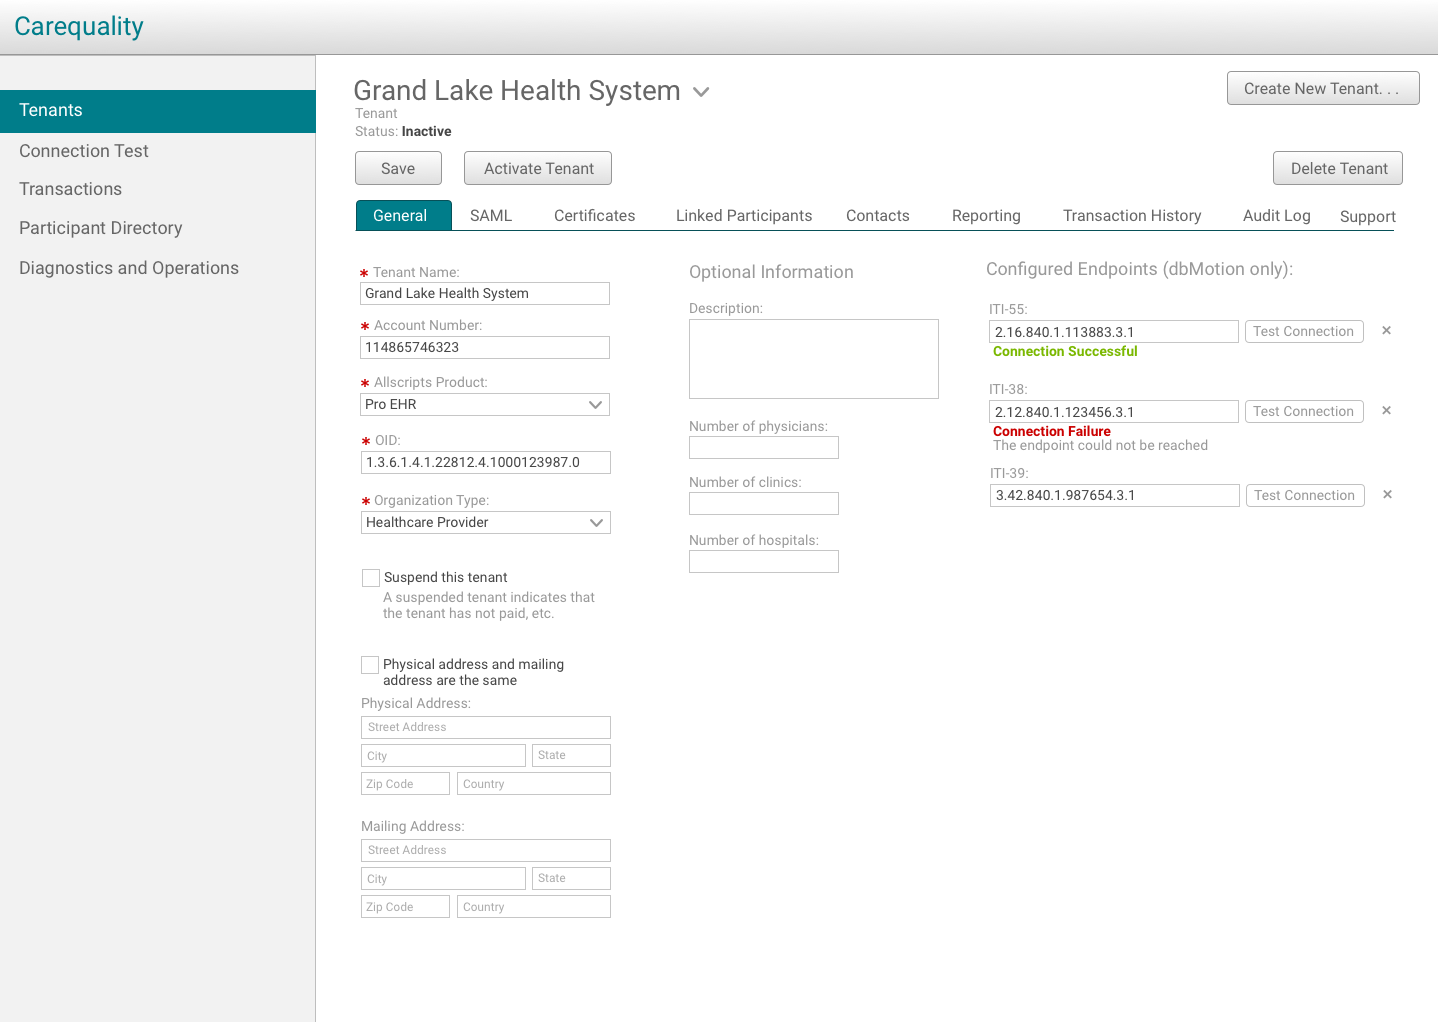 Carequality
Tenants
Connection Test
Transactions
Participant Directory
Diagnostics and Operations
Grand Lake Health System
Tenant
Status: Inactive
Create New Tenant. . .
Save
Activate Tenant
Delete Tenant
General
SAML
Certificates
Linked Participants
Contacts
Reporting
Transaction History
Audit Log
Support
* Tenant Name:
Grand Lake Health System
* Account Number:
114865746323
* Allscripts Product:
Pro EHR
* OID:
1.3.6.1.4.1.22812.4.1000123987.0
* Organization Type:
Healthcare Provider
Suspend this tenant
A suspended tenant indicates that
the tenant has not paid, etc.
Physical address and mailing
address are the same
Physical Address:
Street Address
City
State
Zip Code
Country
Mailing Address:
Street Address
City
State
Zip Code
Country
Optional Information
Description:
Number of physicians:
Number of clinics:
Number of hospitals:
Configured Endpoints (dbMotion only):
ITI-55:
2.16.840.1.113883.3.1
Test Connection
Connection Successful
ITI-38:
2.12.840.1.123456.3.1
Test Connection
Connection Failure
The endpoint could not be reached
ITI-39:
3.42.840.1.987654.3.1
Test Connection